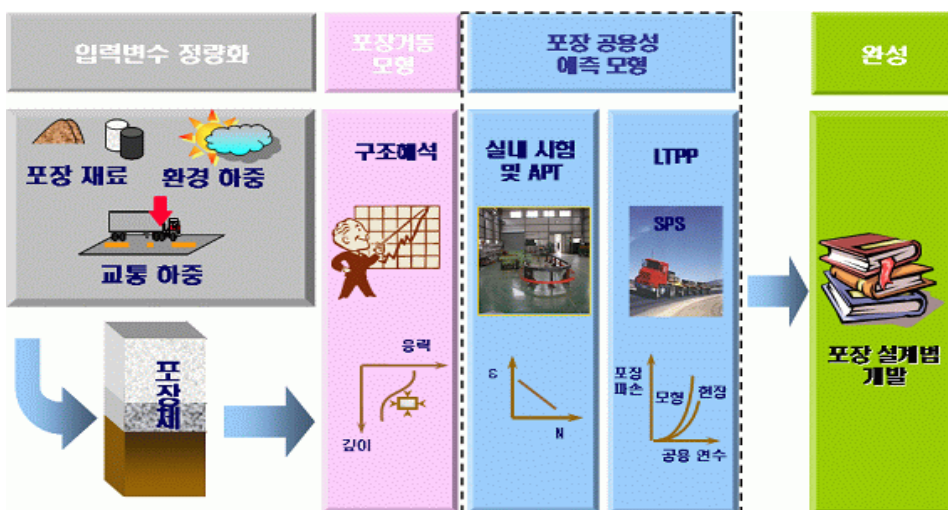 입력변수 정량화
포장거동
모형
포장 공용성
예측 모형
완성
포장 재료
환경 하중
교통 하중
포장체
구조해석
응력
깊이
실내 시험
및 APT
ε
N
LTPP
SPS
포장
파손
모형
현장
공용 연수
포장 설계법
개발